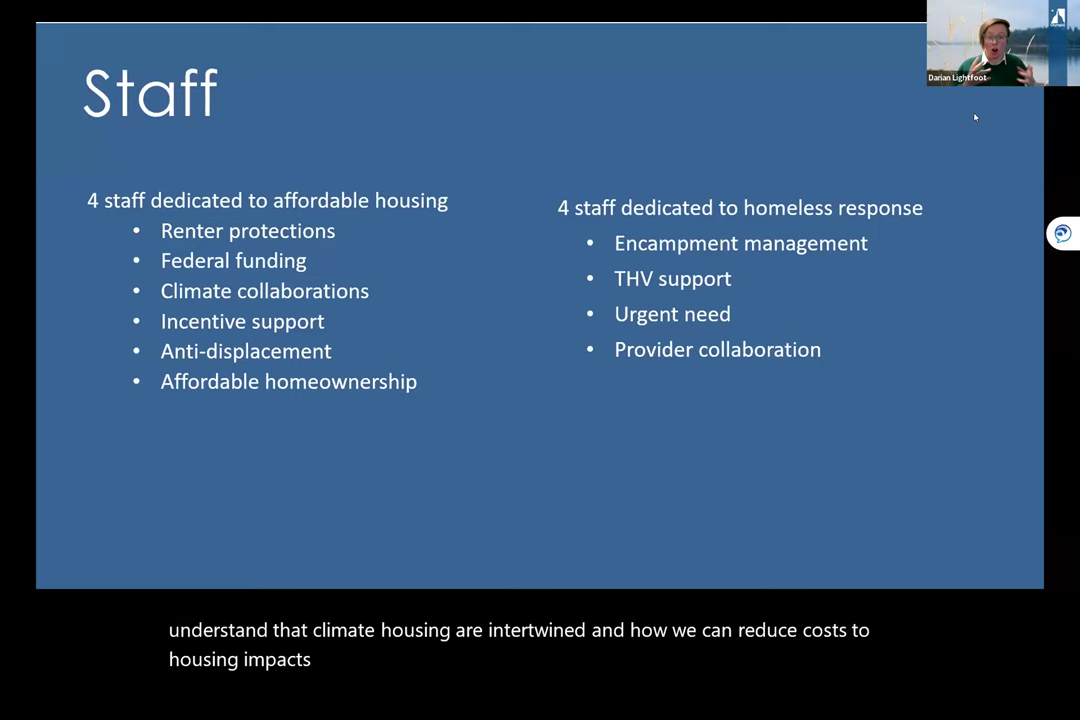 Staff
4 staff dedicated to affordable housing
• Renter protections
• Federal funding
• Climate collaborations
• Incentive support
• Anti-displacement
• Affordable homeownership
4 staff dedicated to homeless response
• Encampment management
• THV support
• Urgent need
• Provider collaboration
Darian Lightfoot
understand that climate housing are intertwined and how we can reduce costs to
housing impacts